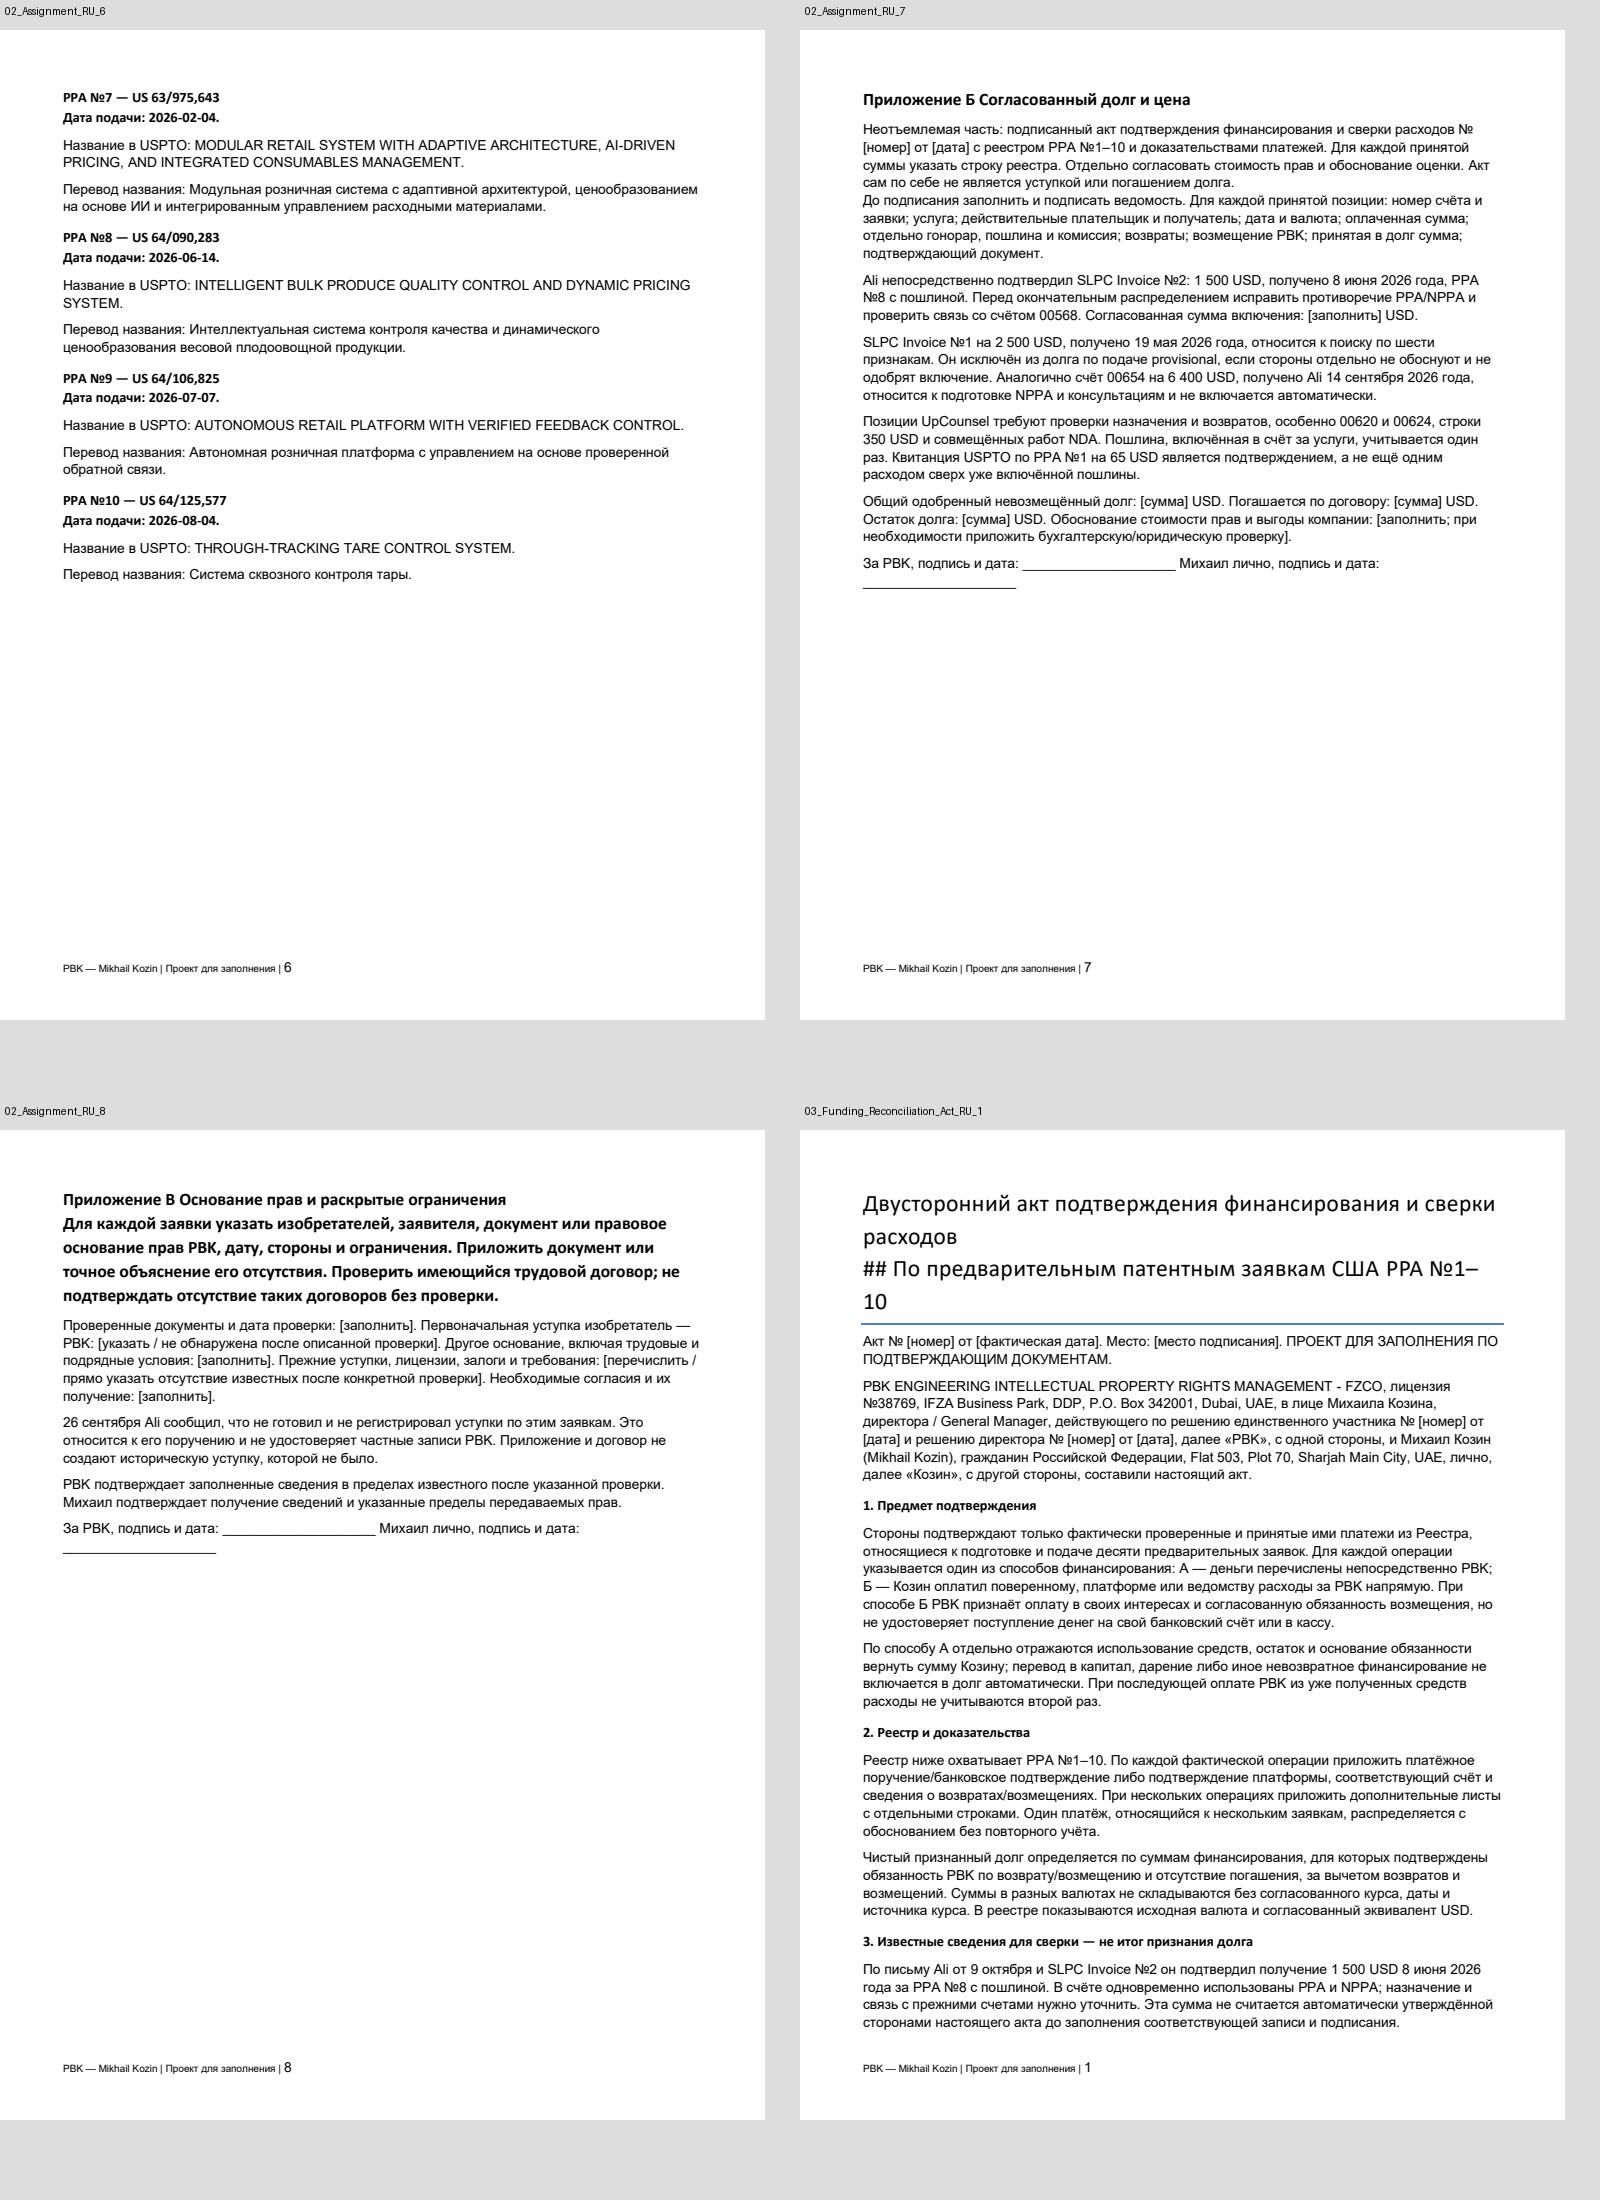 02_Assignment_RU_6
PPA №7 — US 63/975,643
Дата подачи: 2026-02-04.
Название в USPTO: MODULAR RETAIL SYSTEM WITH ADAPTIVE ARCHITECTURE, AI-DRIVEN
PRICING, AND INTEGRATED CONSUMABLES MANAGEMENT.
Перевод названия: Модульная розничная система с адаптивной архитектурой, ценообразованием
на основе ИИ и интегрированным управлением расходными материалами.
PPA №8 — US 64/090,283
Дата подачи: 2026-06-14.
Название в USPTO: INTELLIGENT BULK PRODUCE QUALITY CONTROL AND DYNAMIC PRICING
SYSTEM.
Перевод названия: Интеллектуальная система контроля качества и динамического
ценообразования весовой плодоовощной продукции.
PPA №9 — US 64/106,825
Дата подачи: 2026-07-07.
Название в USPTO: AUTONOMOUS RETAIL PLATFORM WITH VERIFIED FEEDBACK CONTROL.
Перевод названия: Автономная розничная платформа с управлением на основе проверенной
обратной связи.
PPA №10 — US 64/125,577
Дата подачи: 2026-08-04.
Название в USPTO: THROUGH-TRACKING TARE CONTROL SYSTEM.
Перевод названия: Система сквозного контроля тары.
PBK — Mikhail Kozin | Проект для заполнения | 6
02_Assignment_RU_7
Приложение Б Согласованный долг и цена
Неотъемлемая часть: подписанный акт подтверждения финансирования и сверки расходов №
[номер] от [дата] с реестром PPA №1–10 и доказательствами платежей. Для каждой принятой
суммы указать строку реестра. Отдельно согласовать стоимость прав и обоснование оценки. Акт
сам по себе не является уступкой или погашением долга.
До подписания заполнить и подписать ведомость. Для каждой принятой позиции: номер счёта и
заявки; услуга; действительные плательщик и получатель; дата и валюта; оплаченная сумма;
отдельно гонорар, пошлина и комиссия; возвраты; возмещение PBK; принятая в долг сумма;
подтверждающий документ.
Ali непосредственно подтвердил SLPC Invoice №2: 1 500 USD, получено 8 июня 2026 года, PPA
№8 с пошлиной. Перед окончательным распределением исправить противоречие PPA/NPPA и
проверить связь со счётом 00568. Согласованная сумма включения: [заполнить] USD.
SLPC Invoice №1 на 2 500 USD, получено 19 мая 2026 года, относится к поиску по шести
признакам. Он исключён из долга по подаче provisional, если стороны отдельно не обоснуют и не
одобрят включение. Аналогично счёт 00654 на 6 400 USD, получено Ali 14 сентября 2026 года,
относится к подготовке NPPA и консультациям и не включается автоматически.
Позиции UpCounsel требуют проверки назначения и возвратов, особенно 00620 и 00624, строки
350 USD и совмещённых работ NDA. Пошлина, включённая в счёт за услуги, учитывается один
раз. Квитанция USPTO по PPA №1 на 65 USD является подтверждением, а не ещё одним
расходом сверх уже включённой пошлины.
Общий одобренный невозмещённый долг: [сумма] USD. Погашается по договору: [сумма] USD.
Остаток долга: [сумма] USD. Обоснование стоимости прав и выгоды компании: [заполнить; при
необходимости приложить бухгалтерскую/юридическую проверку].
За PBK, подпись и дата: ____________________ Михаил лично, подпись и дата:
____________________
PBK — Mikhail Kozin | Проект для заполнения | 7
02_Assignment_RU_8
Приложение В Основание прав и раскрытые ограничения
Для каждой заявки указать изобретателей, заявителя, документ или правовое
основание прав PBK, дату, стороны и ограничения. Приложить документ или
точное объяснение его отсутствия. Проверить имеющийся трудовой договор; не
подтверждать отсутствие таких договоров без проверки.
Проверенные документы и дата проверки: [заполнить]. Первоначальная уступка изобретатель —
PBK: [указать / не обнаружена после описанной проверки]. Другое основание, включая трудовые и
подрядные условия: [заполнить]. Прежние уступки, лицензии, залоги и требования: [перечислить /
прямо указать отсутствие известных после конкретной проверки]. Необходимые согласия и их
получение: [заполнить].
26 сентября Ali сообщил, что не готовил и не регистрировал уступки по этим заявкам. Это
относится к его поручению и не удостоверяет частные записи PBK. Приложение и договор не
создают историческую уступку, которой не было.
PBK подтверждает заполненные сведения в пределах известного после указанной проверки.
Михаил подтверждает получение сведений и указанные пределы передаваемых прав.
За PBK, подпись и дата: ____________________ Михаил лично, подпись и дата:
____________________
PBK — Mikhail Kozin | Проект для заполнения | 8
03_Funding_Reconciliation_Act_RU_1
Двусторонний акт подтверждения финансирования и сверки
расходов
## По предварительным патентным заявкам США PPA №1–
10
Акт № [номер] от [фактическая дата]. Место: [место подписания]. ПРОЕКТ ДЛЯ ЗАПОЛНЕНИЯ ПО
ПОДТВЕРЖДАЮЩИМ ДОКУМЕНТАМ.
PBK ENGINEERING INTELLECTUAL PROPERTY RIGHTS MANAGEMENT - FZCO, лицензия
№38769, IFZA Business Park, DDP, P.O. Box 342001, Dubai, UAE, в лице Михаила Козина,
директора / General Manager, действующего по решению единственного участника № [номер] от
[дата] и решению директора № [номер] от [дата], далее «PBK», с одной стороны, и Михаил Козин
(Mikhail Kozin), гражданин Российской Федерации, Flat 503, Plot 70, Sharjah Main City, UAE, лично,
далее «Козин», с другой стороны, составили настоящий акт.
1. Предмет подтверждения
Стороны подтверждают только фактически проверенные и принятые ими платежи из Реестра,
относящиеся к подготовке и подаче десяти предварительных заявок. Для каждой операции
указывается один из способов финансирования: А — деньги перечислены непосредственно PBK;
Б — Козин оплатил поверенному, платформе или ведомству расходы за PBK напрямую. При
способе Б PBK признаёт оплату в своих интересах и согласованную обязанность возмещения, но
не удостоверяет поступление денег на свой банковский счёт или в кассу.
По способу А отдельно отражаются использование средств, остаток и основание обязанности
вернуть сумму Козину; перевод в капитал, дарение либо иное невозвратное финансирование не
включается в долг автоматически. При последующей оплате PBK из уже полученных средств
расходы не учитываются второй раз.
2. Реестр и доказательства
Реестр ниже охватывает PPA №1–10. По каждой фактической операции приложить платёжное
поручение/банковское подтверждение либо подтверждение платформы, соответствующий счёт и
сведения о возвратах/возмещениях. При нескольких операциях приложить дополнительные листы
с отдельными строками. Один платёж, относящийся к нескольким заявкам, распределяется с
обоснованием без повторного учёта.
Чистый признанный долг определяется по суммам финансирования, для которых подтверждены
обязанность PBK по возврату/возмещению и отсутствие погашения, за вычетом возвратов и
возмещений. Суммы в разных валютах не складываются без согласованного курса, даты и
источника курса. В реестре показываются исходная валюта и согласованный эквивалент USD.
3. Известные сведения для сверки — не итог признания долга
По письму Ali от 9 октября и SLPC Invoice №2 он подтвердил получение 1 500 USD 8 июня 2026
года за PPA №8 с пошлиной. В счёте одновременно использованы PPA и NPPA; назначение и
связь с прежними счетами нужно уточнить. Эта сумма не считается автоматически утверждённой
сторонами настоящего акта до заполнения соответствующей записи и подписания.
PBK — Mikhail Kozin | Проект для заполнения | 1